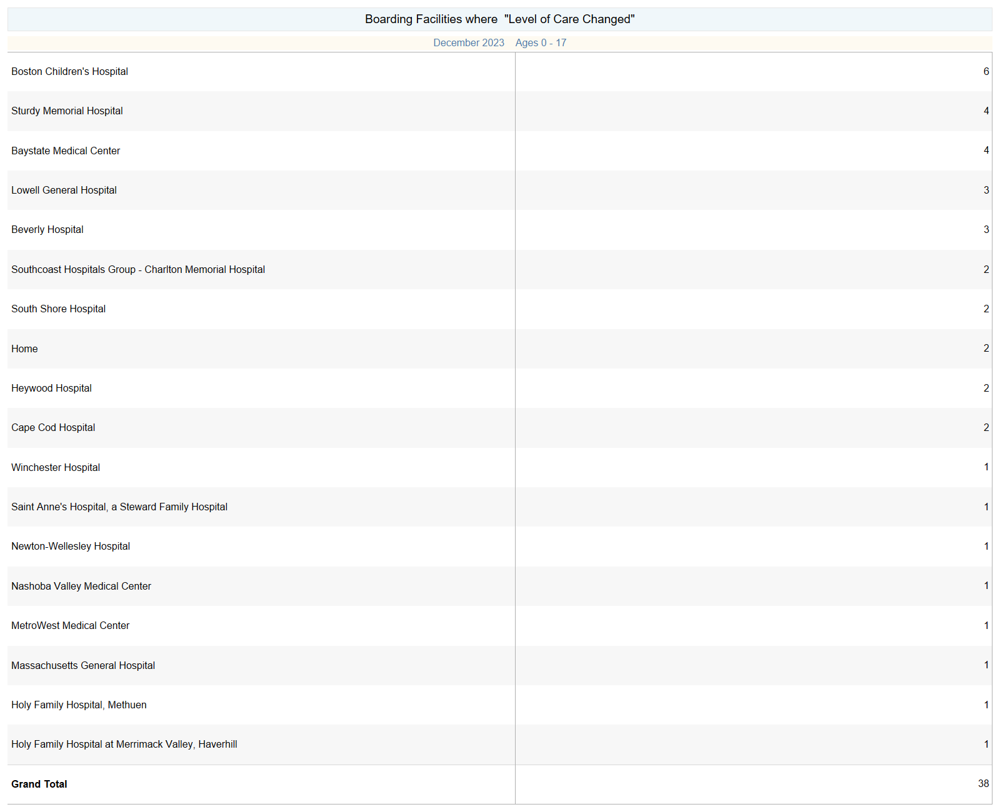 Boarding Facilities where  "Level of Care Changed"
December 2023    Ages 0 - 17
Boston Children's Hospital 6
Sturdy Memorial Hospital 4
Baystate Medical Center 4
Lowell General Hospital 3
Beverly Hospital 3
Southcoast Hospitals Group - Charlton Memorial Hospital 2
South Shore Hospital 2
Home 2
Heywood Hospital 2
Cape Cod Hospital 2
Winchester Hospital 1
Saint Anne's Hospital, a Steward Family Hospital 1
Newton-Wellesley Hospital 1
Nashoba Valley Medical Center 1
MetroWest Medical Center 1
Massachusetts General Hospital 1
Holy Family Hospital, Methuen 1
Holy Family Hospital at Merrimack Valley, Haverhill 1
Grand Total 38